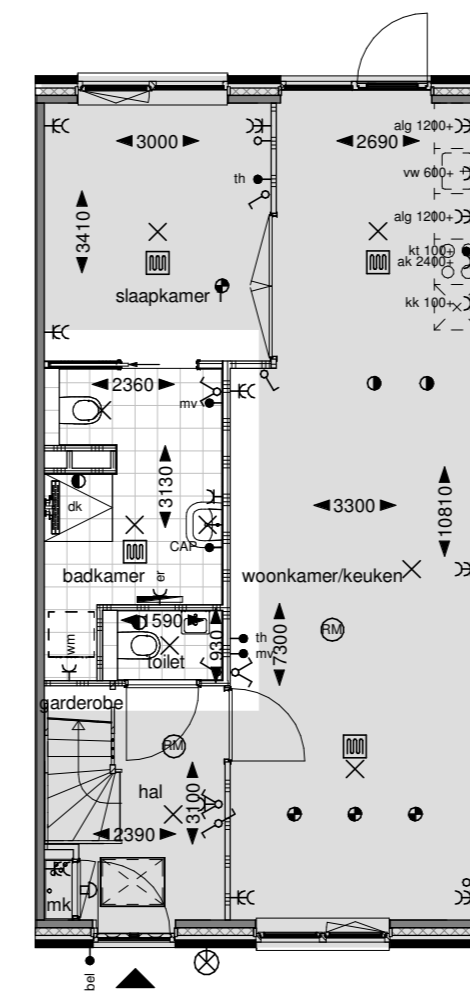 alg 1200+
3000
2690
vw 600+
th
alg 1200+
3410
kt 100+
ak 2400+
slaapkamer 1
kk 100+
2360
mv
3130
dk
3300
10810
CAP
badkamer
er
woonkamer/keuken
1590
930
wm
toilet
th
mv
7300
RM
garderobe
RM
hal
3100
2390
mk
bel